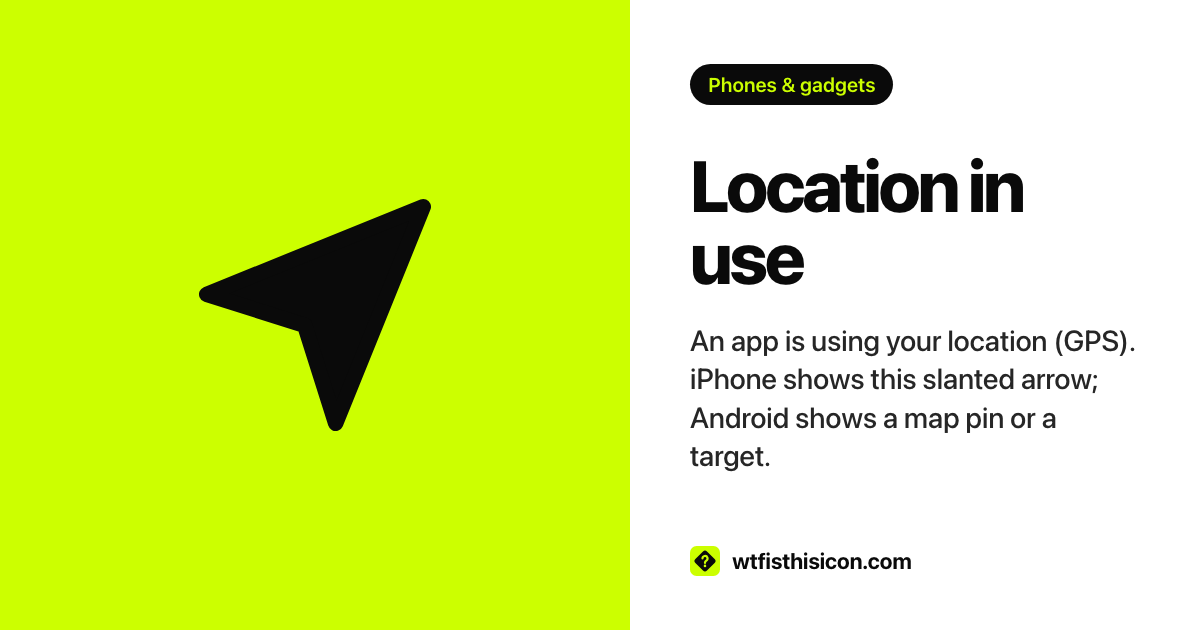 Phones & gadgets
Location in
use
An app is using your location (GPS).
iPhone shows this slanted arrow;
Android shows a map pin or a
target.
wtfisthisicon.com